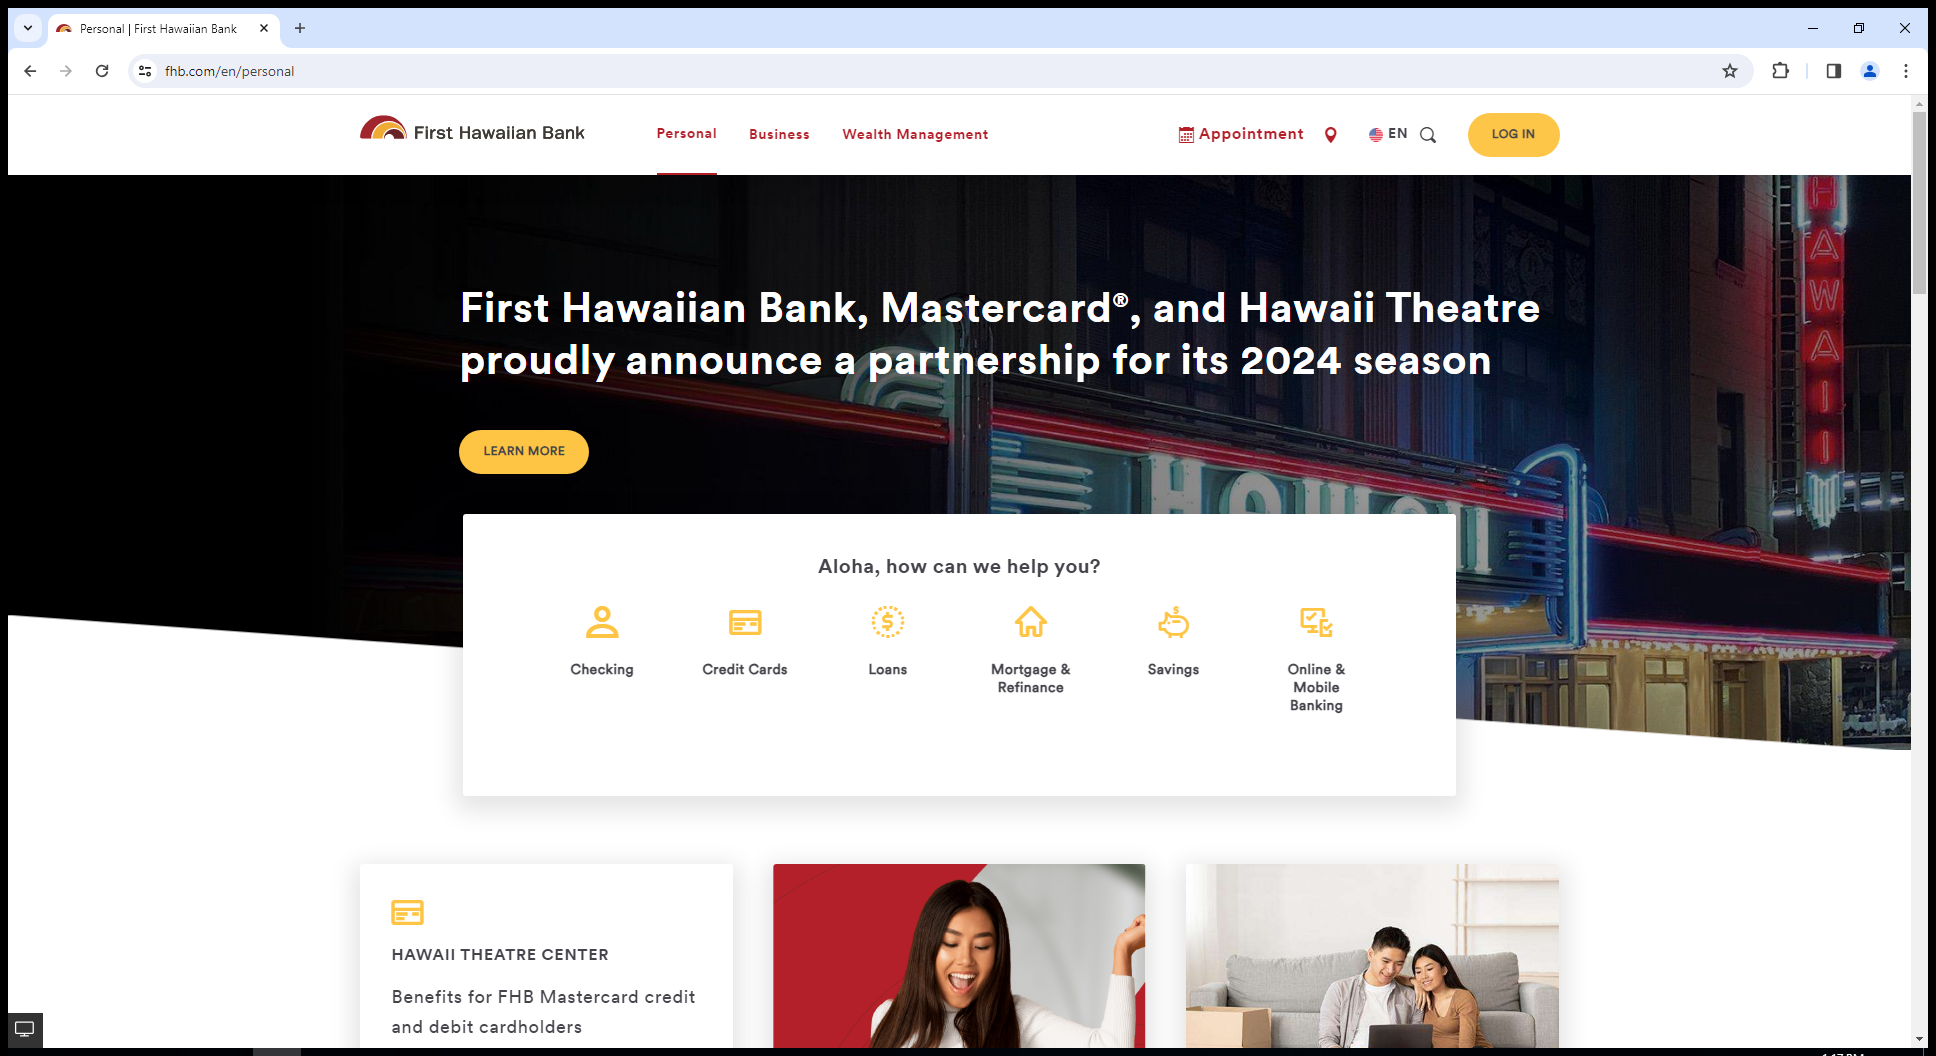 Personal | First Hawaiian Bank
fhb.com/en/personal
First Hawaiian Bank
Personal
Business
Wealth Management
Appointment
EN
LOG IN
HAWAII
First Hawaiian Bank, Mastercard®, and Hawaii Theatre
proudly announce a partnership for its 2024 season
LEARN MORE
Hawaii
Aloha, how can we help you?
Checking
Credit Cards
Loans
Mortgage &
Refinance
Savings
Online &
Mobile
Banking
HAWAII THEATRE CENTER
Benefits for FHB Mastercard credit
and debit cardholders